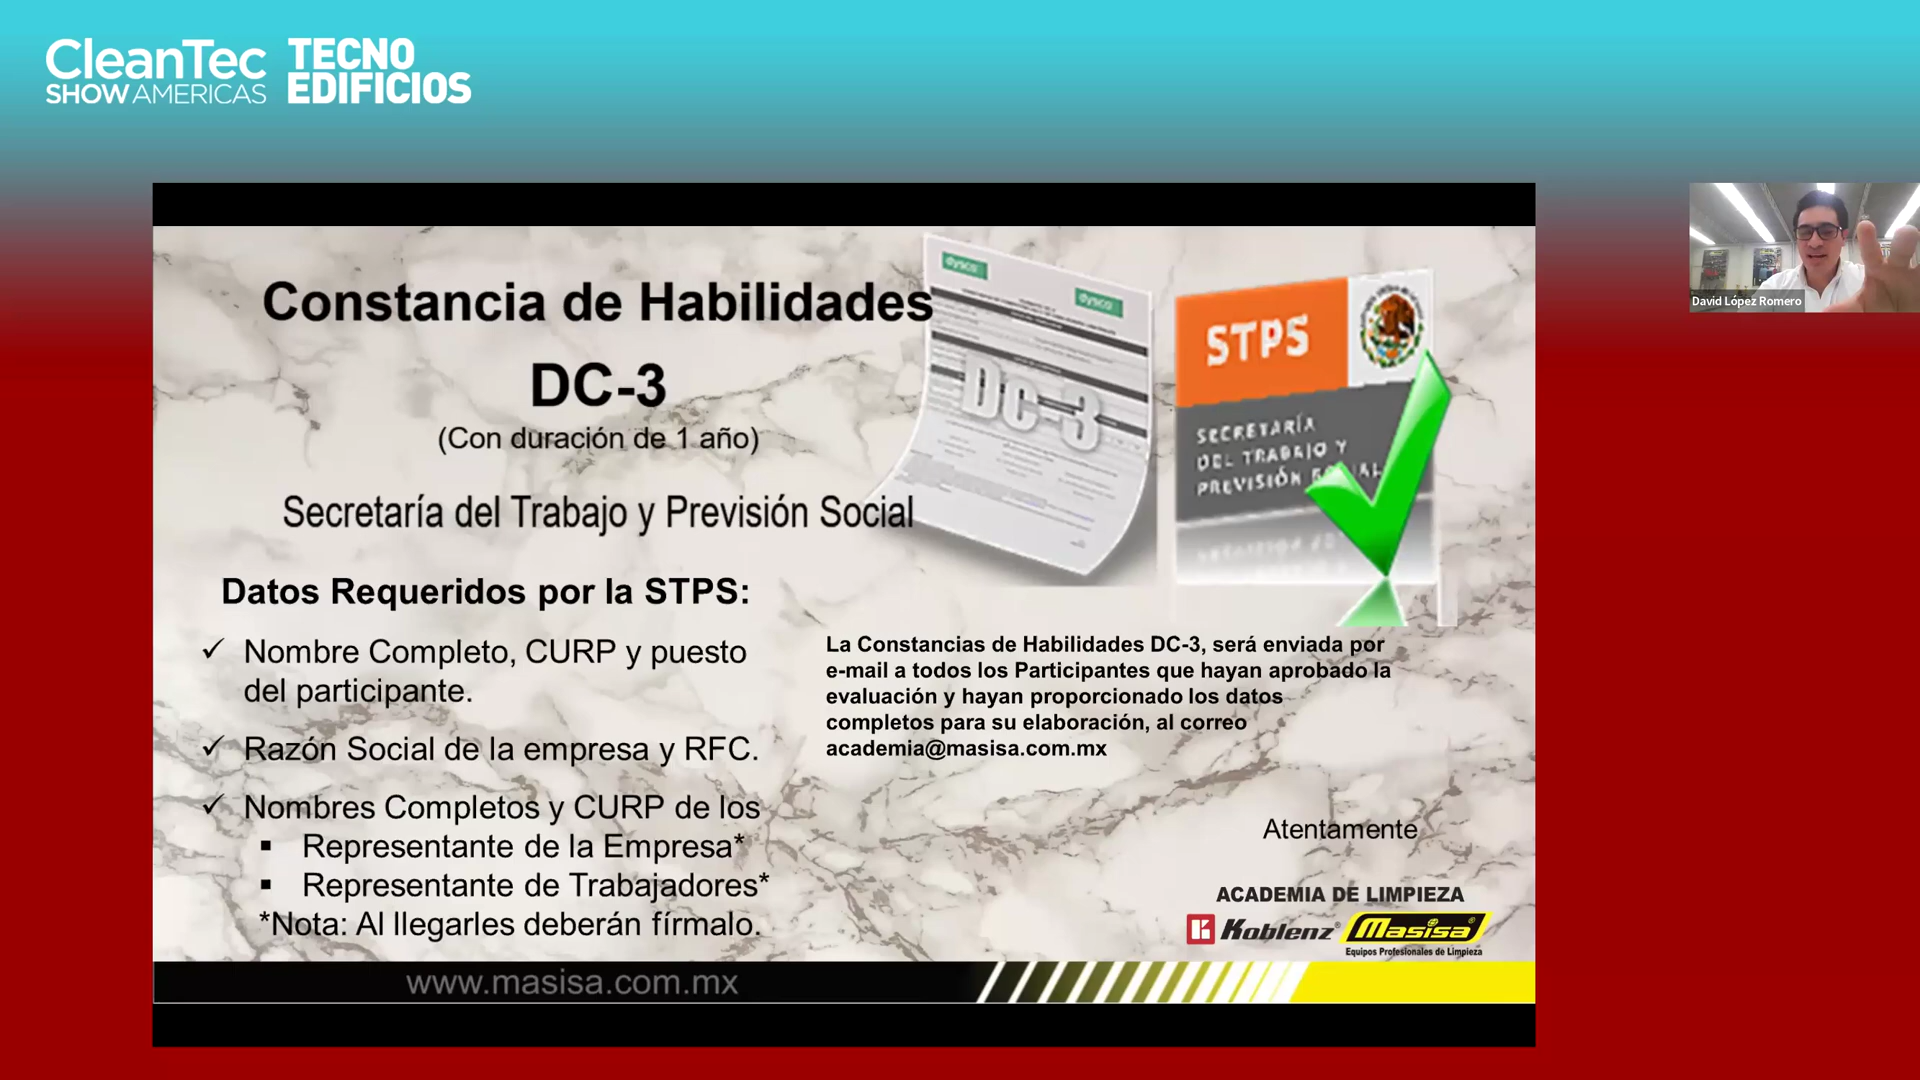 CleanTec
SHOW AMERICAS
TECNO
EDIFICIOS
David López Romero
Constancia de Habilidades
DC-3
(Con duración de 1 año)
Secretaría del Trabajo y Previsión Social
dysco
dysco
DC-3
STPS
SECRETARÍA
DEL TRABAJO Y
PREVISIÓN SOCIAL
Datos Requeridos por la STPS:
✓ Nombre Completo, CURP y puesto
del participante.
✓ Razón Social de la empresa y RFC.
✓ Nombres Completos y CURP de los
▪ Representante de la Empresa*
▪ Representante de Trabajadores*
*Nota: Al llegarles deberán fírmalo.
La Constancias de Habilidades DC-3, será enviada por
e-mail a todos los Participantes que hayan aprobado la
evaluación y hayan proporcionado los datos
completos para su elaboración, al correo
academia@masisa.com.mx
Atentamente
ACADEMIA DE LIMPIEZA
Koblenz® Masisa®
Equipos Profesionales de Limpieza
www.masisa.com.mx